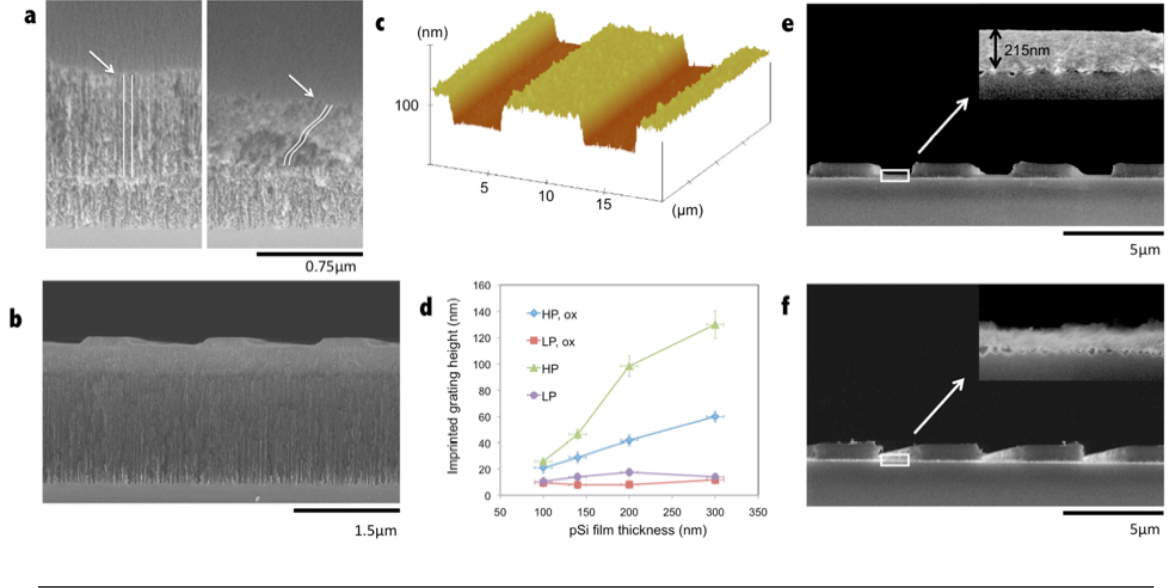 a
0.75μm
b
1.5μm
c
(nm)
100
5
10
15
(μm)
d
160
140
120
100
80
60
40
20
0
Imprinted grating height (nm)
HP, ox
LP, ox
HP
LP
50 100 150 200 250 300 350
pSi film thickness (nm)
e
215nm
5μm
f
5μm